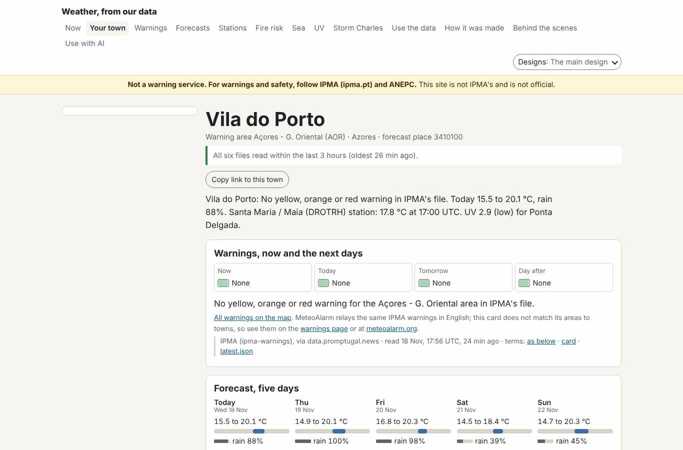 Weather, from our data
Now Your town Warnings Forecasts Stations Fire risk Sea UV Storm Charles Use the data How it was made Behind the scenes
Use with AI
Designs: The main design
Not a warning service. For warnings and safety, follow IPMA (ipma.pt) and ANEPC. This site is not IPMA's and is not official.
Vila do Porto
Warning area Açores - G. Oriental (AOR) · Azores · forecast place 3410100
All six files read within the last 3 hours (oldest 26 min ago).
Copy link to this town
Vila do Porto: No yellow, orange or red warning in IPMA's file. Today 15.5 to 20.1 °C, rain
88%. Santa Maria / Maia (DROTRH) station: 17.8 °C at 17:00 UTC. UV 2.9 (low) for Ponta
Delgada.
Warnings, now and the next days
Now Today Tomorrow Day after
None None None None
No yellow, orange or red warning for the Açores - G. Oriental area in IPMA's file.
All warnings on the map. MeteoAlarm relays the same IPMA warnings in English; this card does not match its areas to
towns, so see them on the warnings page or at meteoalarm.org.
IPMA (ipma-warnings), via data.promptugal.news · read 18 Nov, 17:56 UTC, 24 min ago · terms: as below · card ·
latest.json
Forecast, five days
Today Thu Fri Sat Sun
Wed 18 Nov 19 Nov 20 Nov 21 Nov 22 Nov
15.5 to 20.1 °C 14.9 to 20.1 °C 16.8 to 20.3 °C 14.5 to 18.4 °C 14.7 to 20.3 °C
rain 88% rain 100% rain 98% rain 39% rain 45%